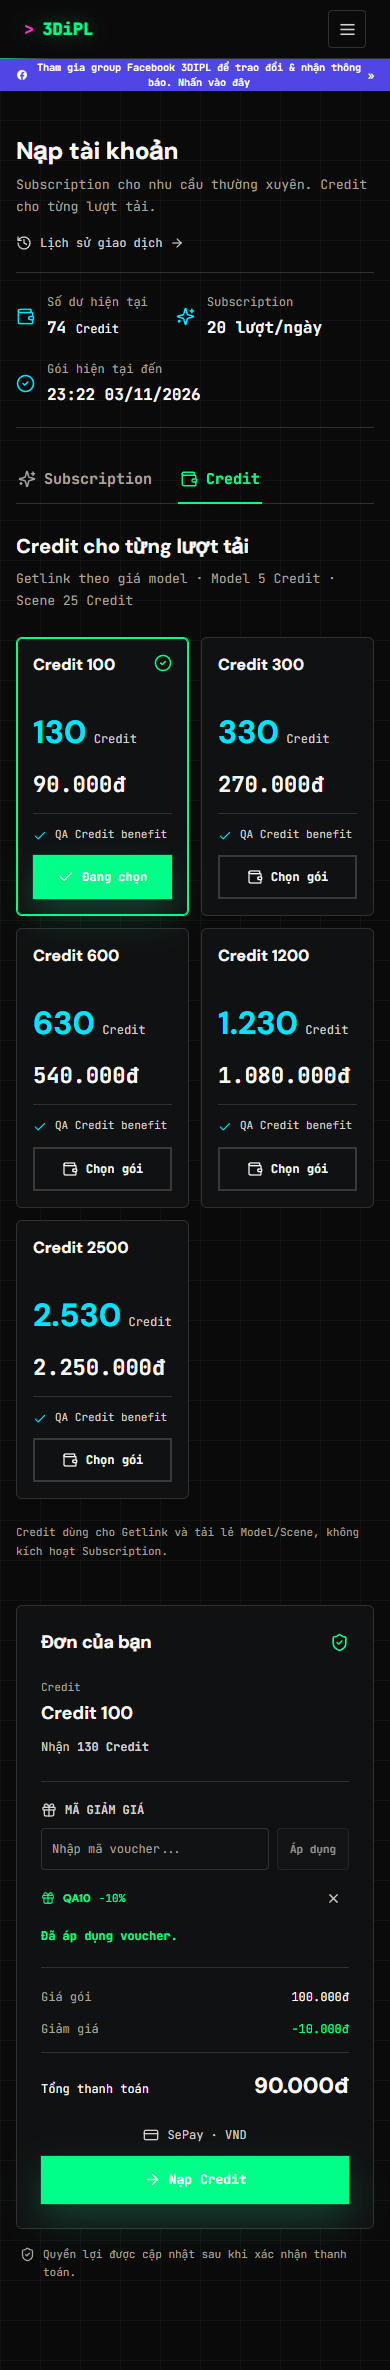 > 3DiPL
Tham gia group Facebook 3DIPL để trao đổi & nhận thông
báo. Nhấn vào đây
»
Nạp tài khoản
Subscription cho nhu cầu thường xuyên. Credit
cho từng lượt tải.
Lịch sử giao dịch →
Số dư hiện tại
74 Credit
Subscription
20 lượt/ngày
Gói hiện tại đến
23:22 03/11/2026
Subscription
Credit
Credit cho từng lượt tải
Getlink theo giá model · Model 5 Credit ·
Scene 25 Credit
Credit 100
130 Credit
90.000đ
QA Credit benefit
Đang chọn
Credit 300
330 Credit
270.000đ
QA Credit benefit
Chọn gói
Credit 600
630 Credit
540.000đ
QA Credit benefit
Chọn gói
Credit 1200
1.230 Credit
1.080.000đ
QA Credit benefit
Chọn gói
Credit 2500
2.530 Credit
2.250.000đ
QA Credit benefit
Chọn gói
Credit dùng cho Getlink và tải lẻ Model/Scene, không
kích hoạt Subscription.
Đơn của bạn
Credit
Credit 100
Nhận 130 Credit
MÃ GIẢM GIÁ
Nhập mã voucher...
Áp dụng
QA10 -10%
Đã áp dụng voucher.
Giá gói 100.000đ
Giảm giá -10.000đ
Tổng thanh toán 90.000đ
SePay · VND
→ Nạp Credit
Quyền lợi được cập nhật sau khi xác nhận thanh
toán.